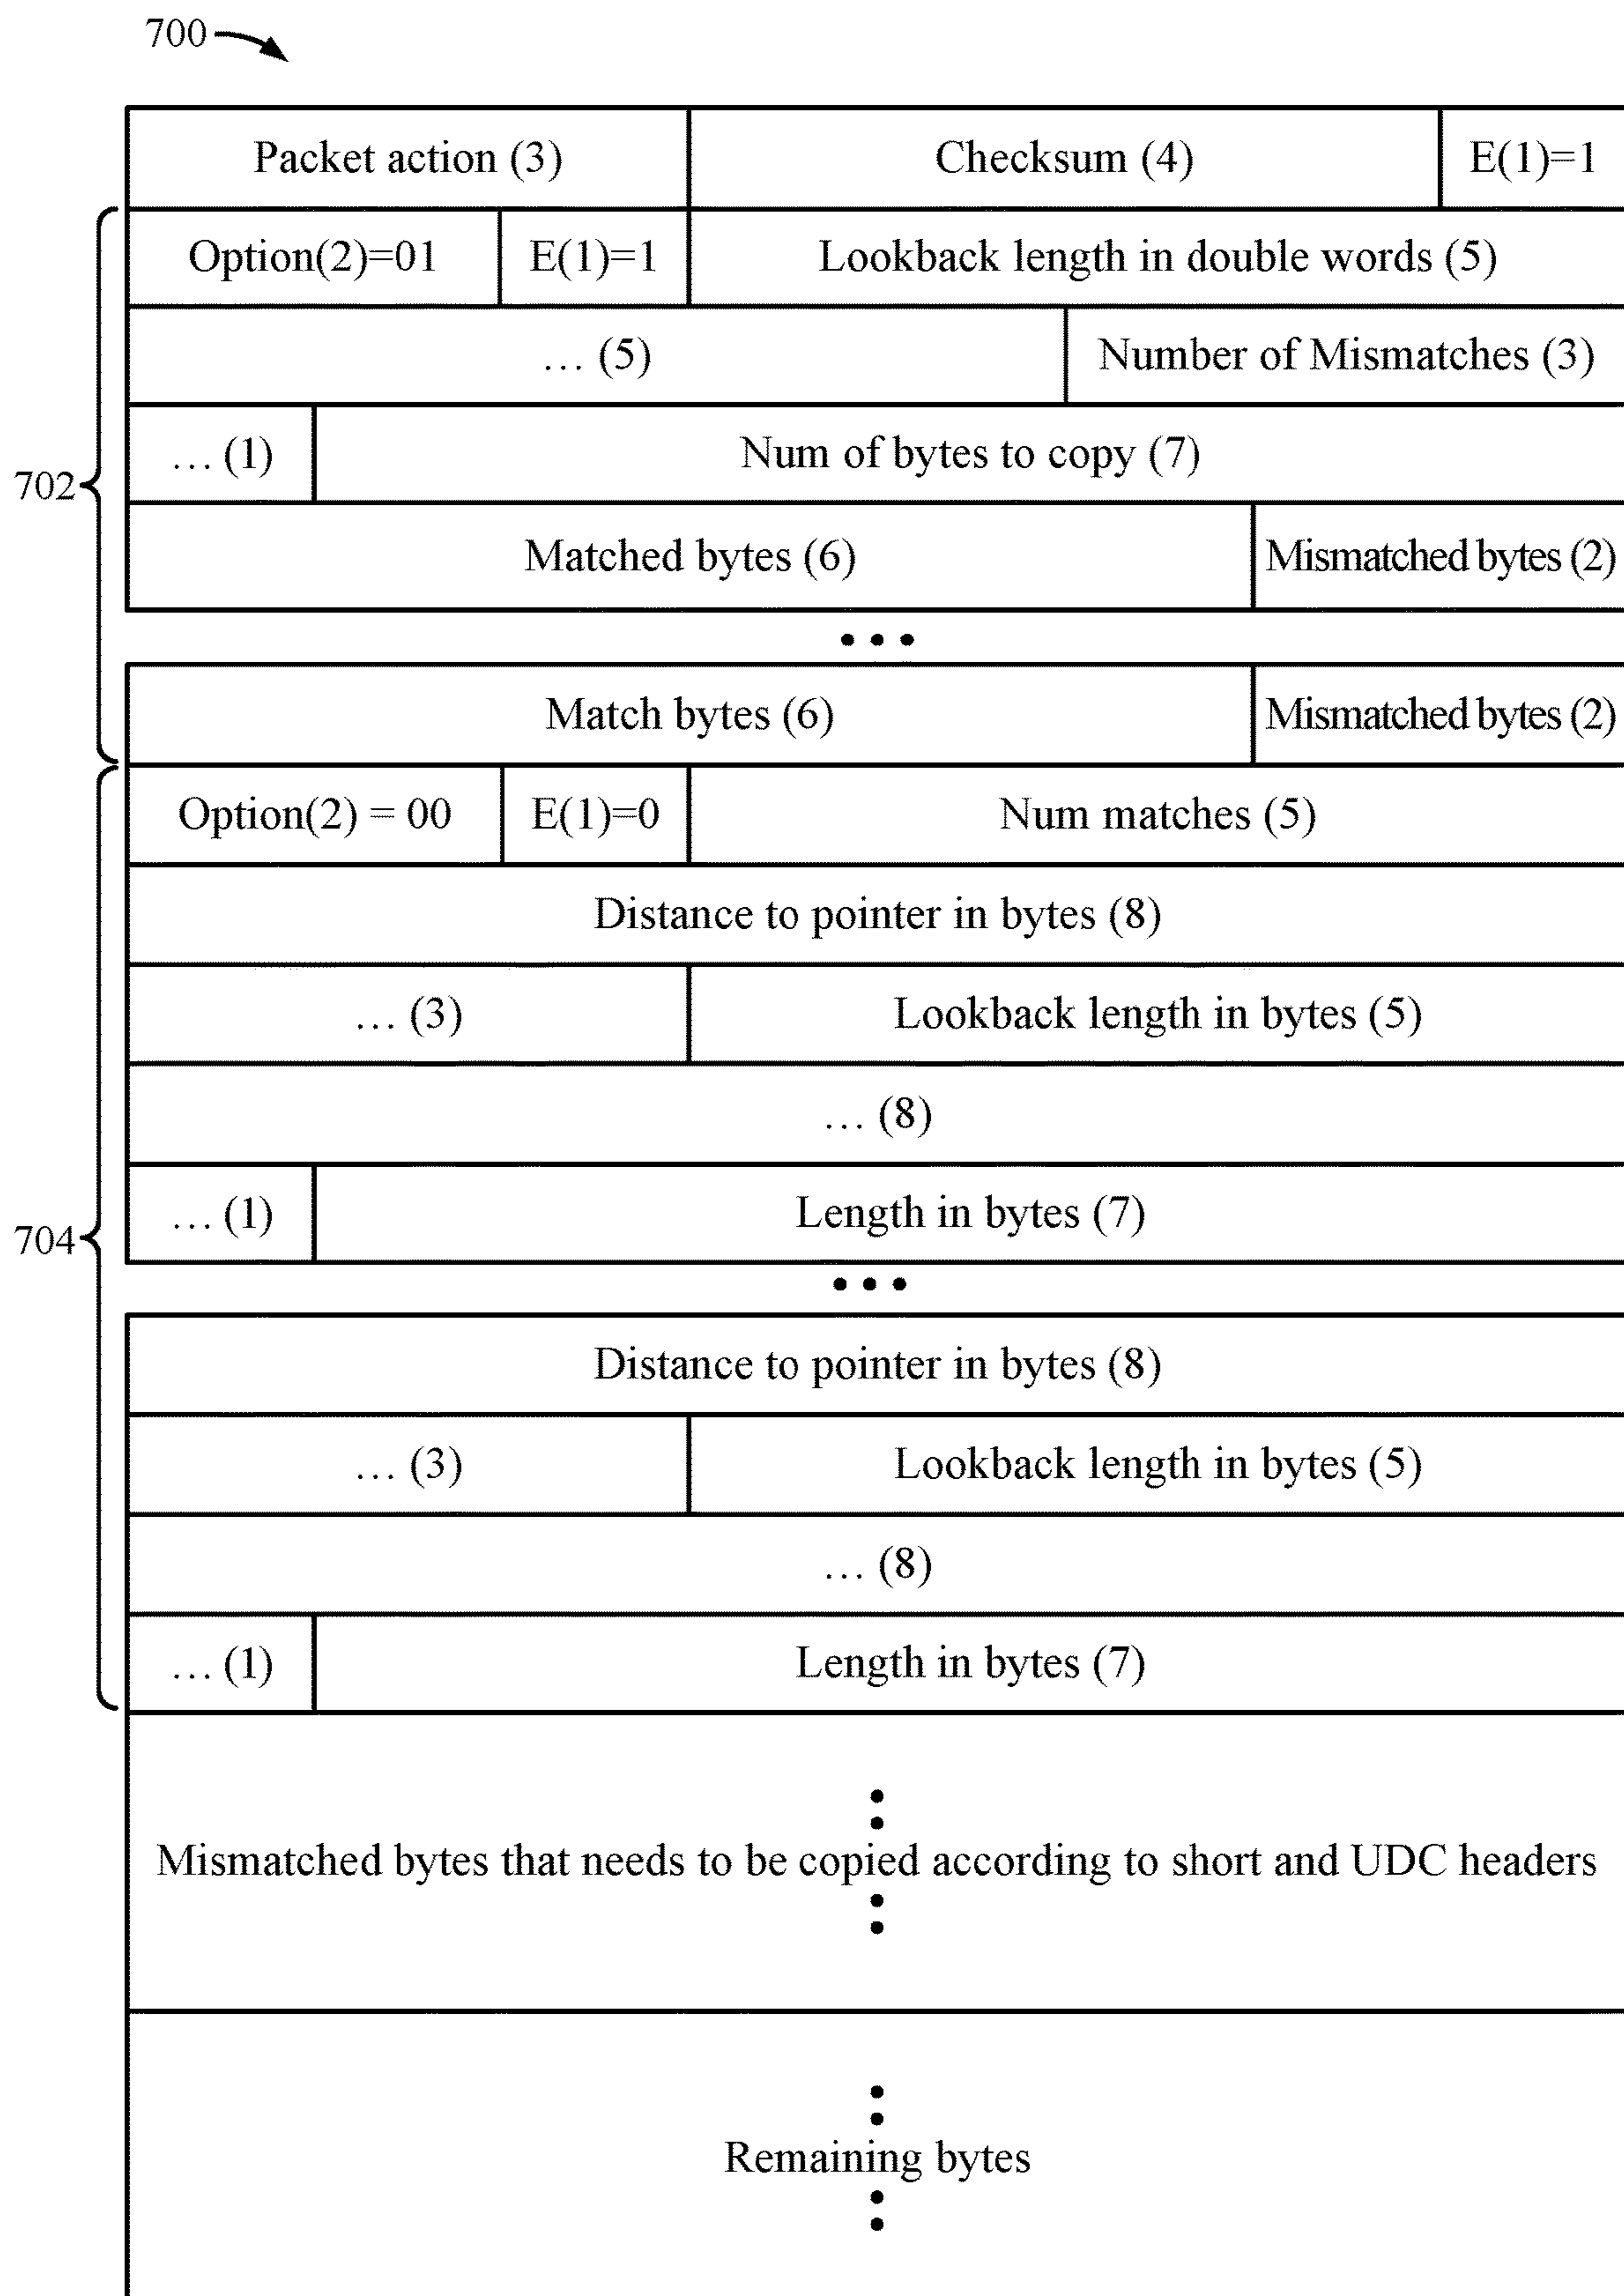 700
Packet action (3) Checksum (4) E(1)=1
Option(2)=01 E(1)=1 Lookback length in double words (5)
... (5) Number of Mismatches (3)
702 ... (1) Num of bytes to copy (7)
Matched bytes (6) Mismatched bytes (2)
...
Match bytes (6) Mismatched bytes (2)
Option(2) = 00 E(1)=0 Num matches (5)
Distance to pointer in bytes (8)
... (3) Lookback length in bytes (5)
... (8)
704 ... (1) Length in bytes (7)
...
Distance to pointer in bytes (8)
... (3) Lookback length in bytes (5)
... (8)
... (1) Length in bytes (7)
Mismatched bytes that needs to be copied according to short and UDC headers
Remaining bytes